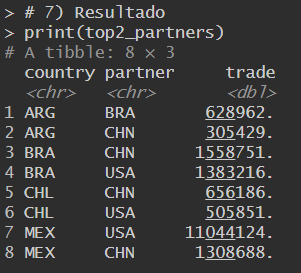 > # 7) Resultado
> print(top2_partners)
# A tibble: 8 × 3
country partner trade
<chr> <chr> <dbl>
1 ARG BRA 628962.
2 ARG CHN 305429.
3 BRA CHN 1558751.
4 BRA USA 1383216.
5 CHL CHN 656186.
6 CHL USA 505851.
7 MEX USA 11044124.
8 MEX CHN 1308688.